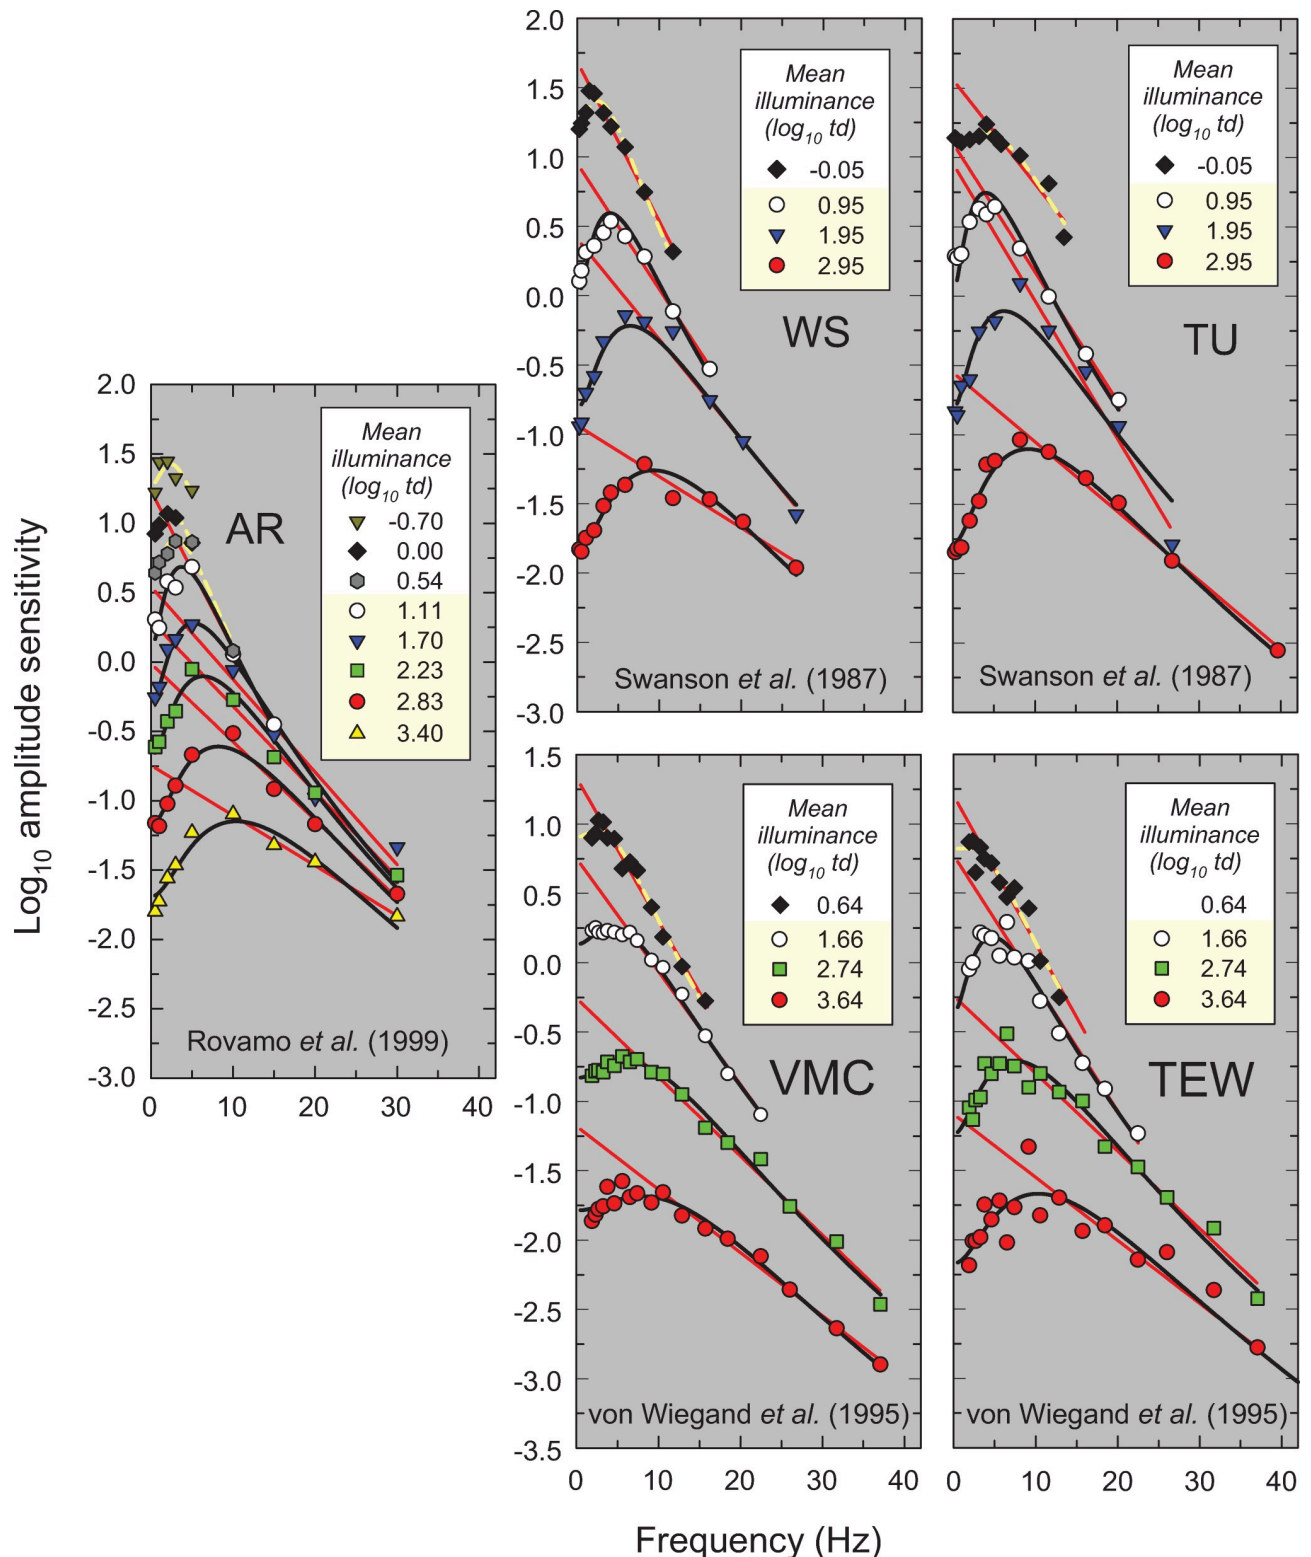 Log10 amplitude sensitivity
2.0
1.5
1.0
0.5
0.0
-0.5
-1.0
-1.5
-2.0
-2.5
-3.0
0 10 20 30 40
Mean
illuminance
(log10 td)
-0.70
0.00
0.54
1.11
1.70
2.23
2.83
3.40
AR
Rovamo et al. (1999)
2.0
1.5
1.0
0.5
0.0
-0.5
-1.0
-1.5
-2.0
-2.5
-3.0
Mean
illuminance
(log10 td)
-0.05
0.95
1.95
2.95
WS
Swanson et al. (1987)
Mean
illuminance
(log10 td)
-0.05
0.95
1.95
2.95
TU
Swanson et al. (1987)
1.5
1.0
0.5
0.0
-0.5
-1.0
-1.5
-2.0
-2.5
-3.0
-3.5
Mean
illuminance
(log10 td)
0.64
1.66
2.74
3.64
VMC
von Wiegand et al. (1995)
0 10 20 30 40
Mean
illuminance
(log10 td)
0.64
1.66
2.74
3.64
TEW
von Wiegand et al. (1995)
0 10 20 30 40
Frequency (Hz)